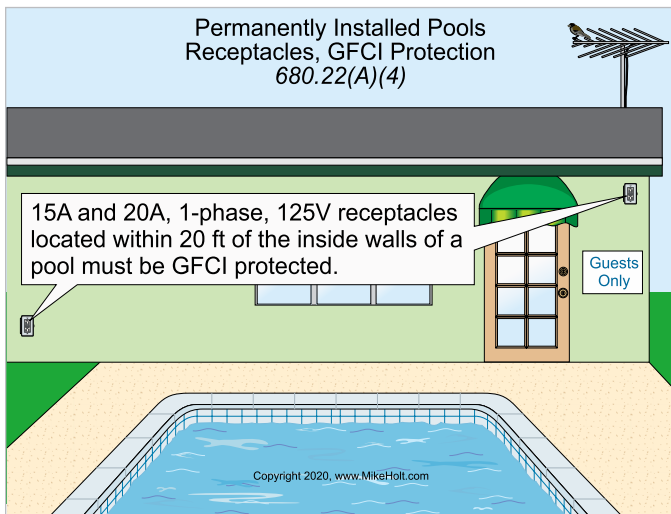 Permanently Installed Pools
Receptacles, GFCI Protection
680.22(A)(4)
15A and 20A, 1-phase, 125V receptacles
located within 20 ft of the inside walls of a
pool must be GFCI protected.
Guests
Only
Copyright 2020, www.MikeHolt.com